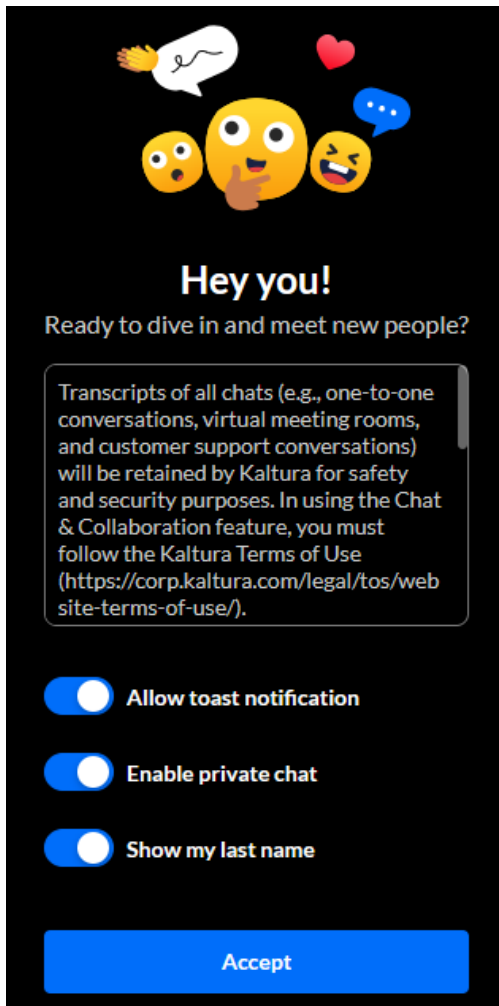 Hey you!
Ready to dive in and meet new people?
Transcripts of all chats (e.g., one-to-one
conversations, virtual meeting rooms,
and customer support conversations)
will be retained by Kaltura for safety
and security purposes. In using the Chat
& Collaboration feature, you must
follow the Kaltura Terms of Use
(https://corp.kaltura.com/legal/tos/web
site-terms-of-use/).
Allow toast notification
Enable private chat
Show my last name
Accept